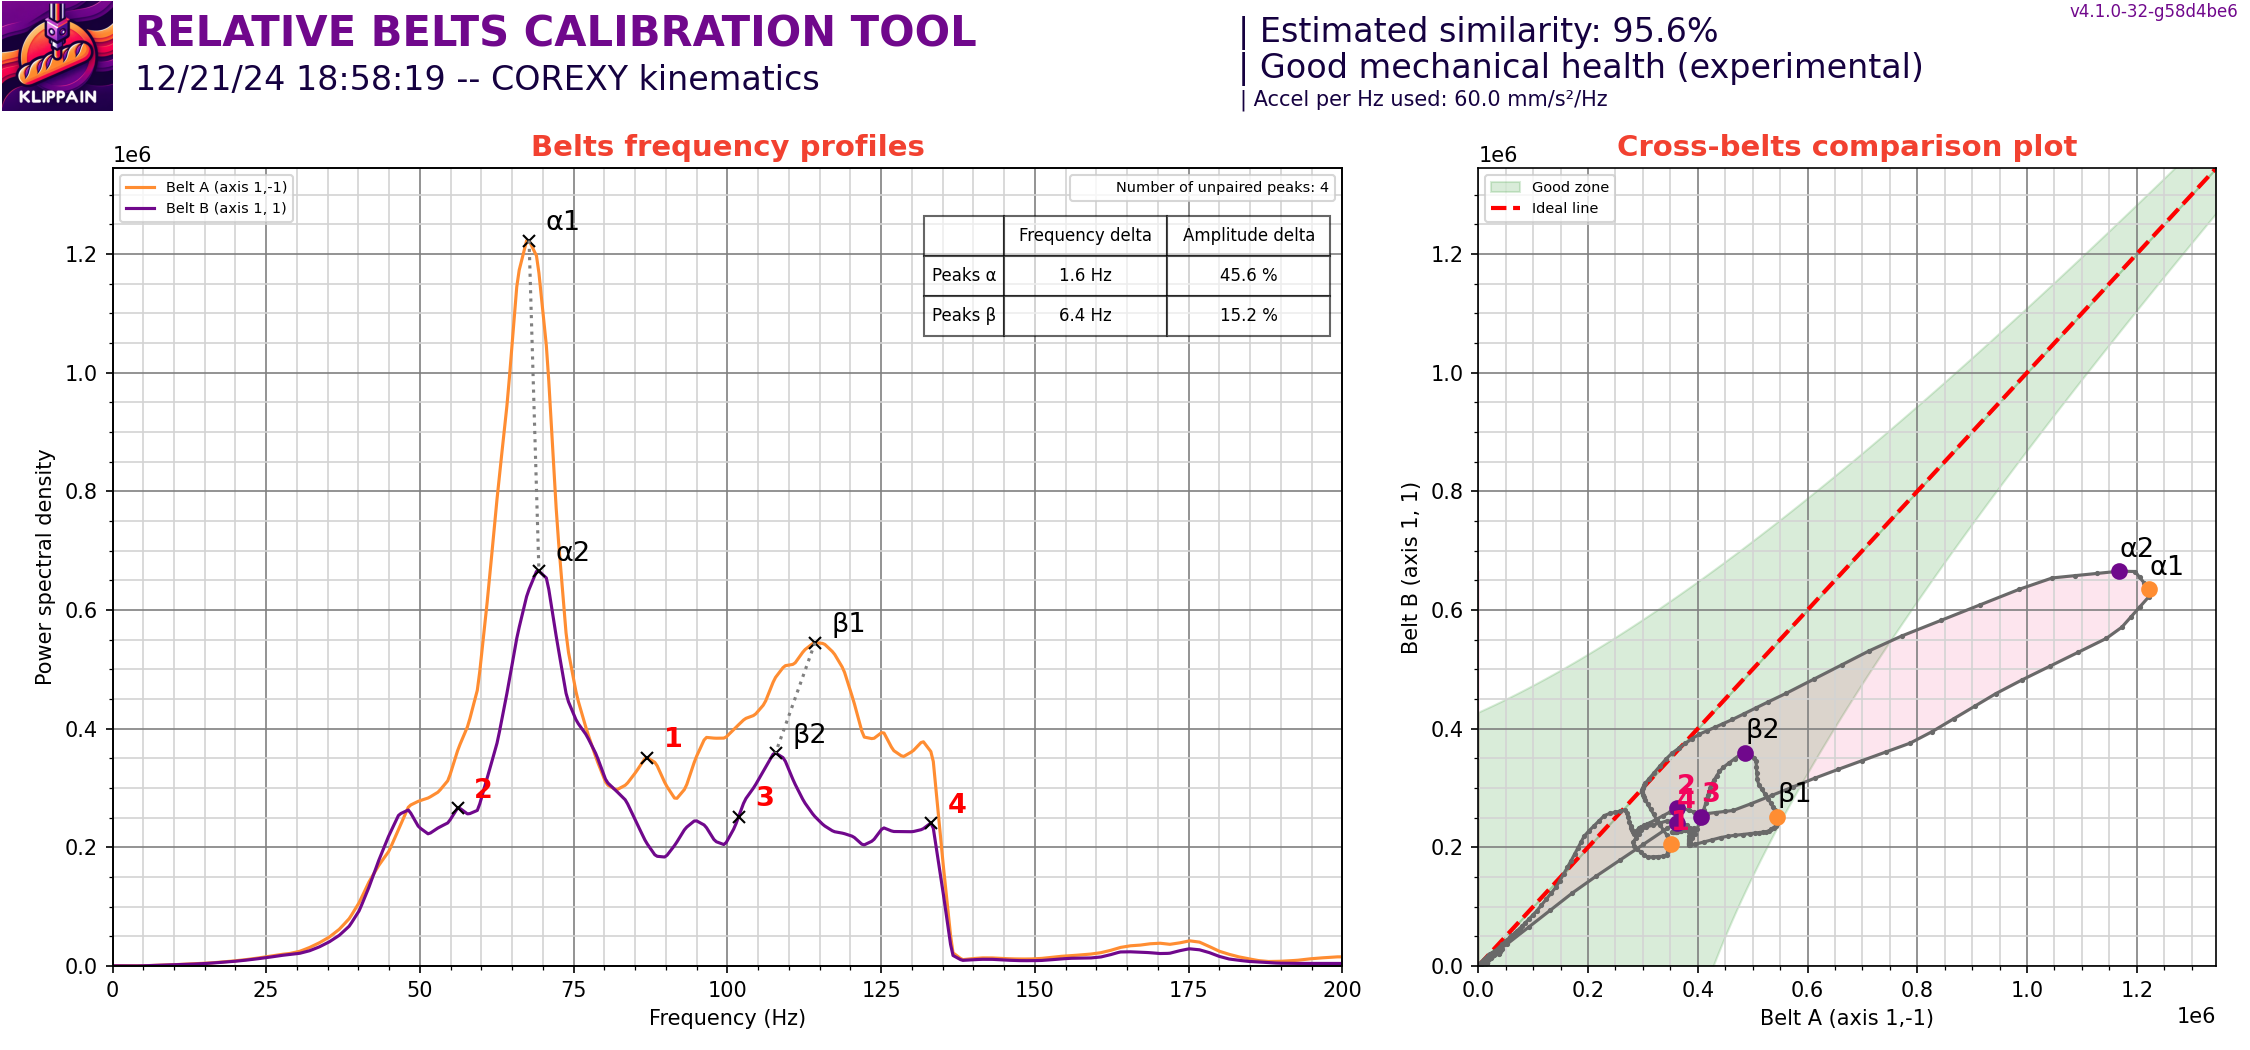 KLIPPAIN
RELATIVE BELTS CALIBRATION TOOL
12/21/24 18:58:19 -- COREXY kinematics
| Estimated similarity: 95.6%
| Good mechanical health (experimental)
| Accel per Hz used: 60.0 mm/s²/Hz
v4.1.0-32-g58d4be6
Belts frequency profiles
1e6
Belt A (axis 1,-1)
Belt B (axis 1, 1)
Number of unpaired peaks: 4
Frequency delta Amplitude delta
Peaks α 1.6 Hz 45.6 %
Peaks β 6.4 Hz 15.2 %
α1
α2
β1
β2
1
2
3
4
Power spectral density
1.2
1.0
0.8
0.6
0.4
0.2
0.0
0 25 50 75 100 125 150 175 200
Frequency (Hz)
Cross-belts comparison plot
1e6
Good zone
Ideal line
α2
α1
β2
β1
2
4
3
1
Belt B (axis 1, 1)
1.2
1.0
0.8
0.6
0.4
0.2
0.0
0.0 0.2 0.4 0.6 0.8 1.0 1.2
Belt A (axis 1,-1)
1e6